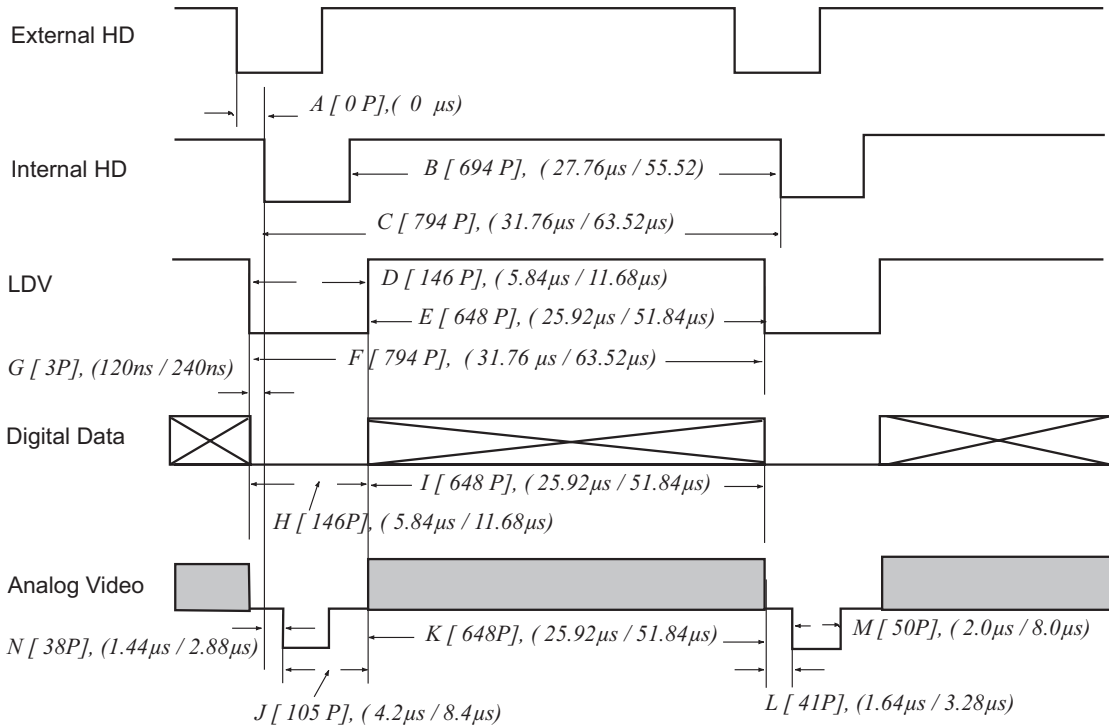 External HD
A [ 0 P],( 0 µs)
Internal HD
B [ 694 P], ( 27.76µs / 55.52)
C [ 794 P], ( 31.76µs / 63.52µs)
LDV
D [ 146 P], ( 5.84µs / 11.68µs)
E [ 648 P], ( 25.92µs / 51.84µs)
F [ 794 P], ( 31.76 µs / 63.52µs)
G [ 3P], (120ns / 240ns)
Digital Data
I [ 648 P], ( 25.92µs / 51.84µs)
H [ 146P], ( 5.84µs / 11.68µs)
Analog Video
M [ 50P], ( 2.0µs / 8.0µs)
N [ 38P], (1.44µs / 2.88µs)
K [ 648P], ( 25.92µs / 51.84µs)
L [ 41P], (1.64µs / 3.28µs)
J [ 105 P], ( 4.2µs / 8.4µs)